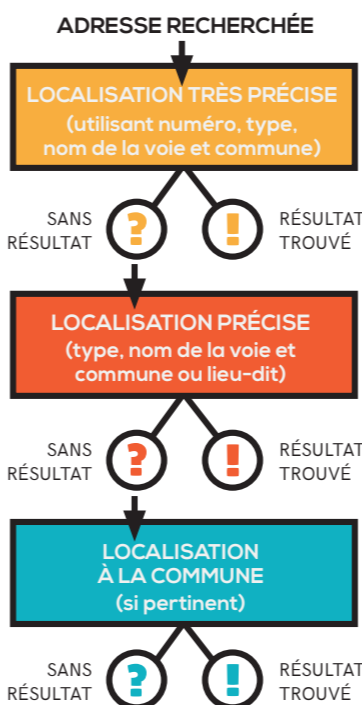 ADRESSE RECHERCHÉE
LOCALISATION TRÈS PRÉCISE
(utilisant numéro, type,
nom de la voie et commune)
SANS
RÉSULTAT
?
!
RÉSULTAT
TROUVÉ
LOCALISATION PRÉCISE
(type, nom de la voie et
commune ou lieu-dit)
SANS
RÉSULTAT
?
!
RÉSULTAT
TROUVÉ
LOCALISATION
À LA COMMUNE
(si pertinent)
SANS
RÉSULTAT
?
!
RÉSULTAT
TROUVÉ